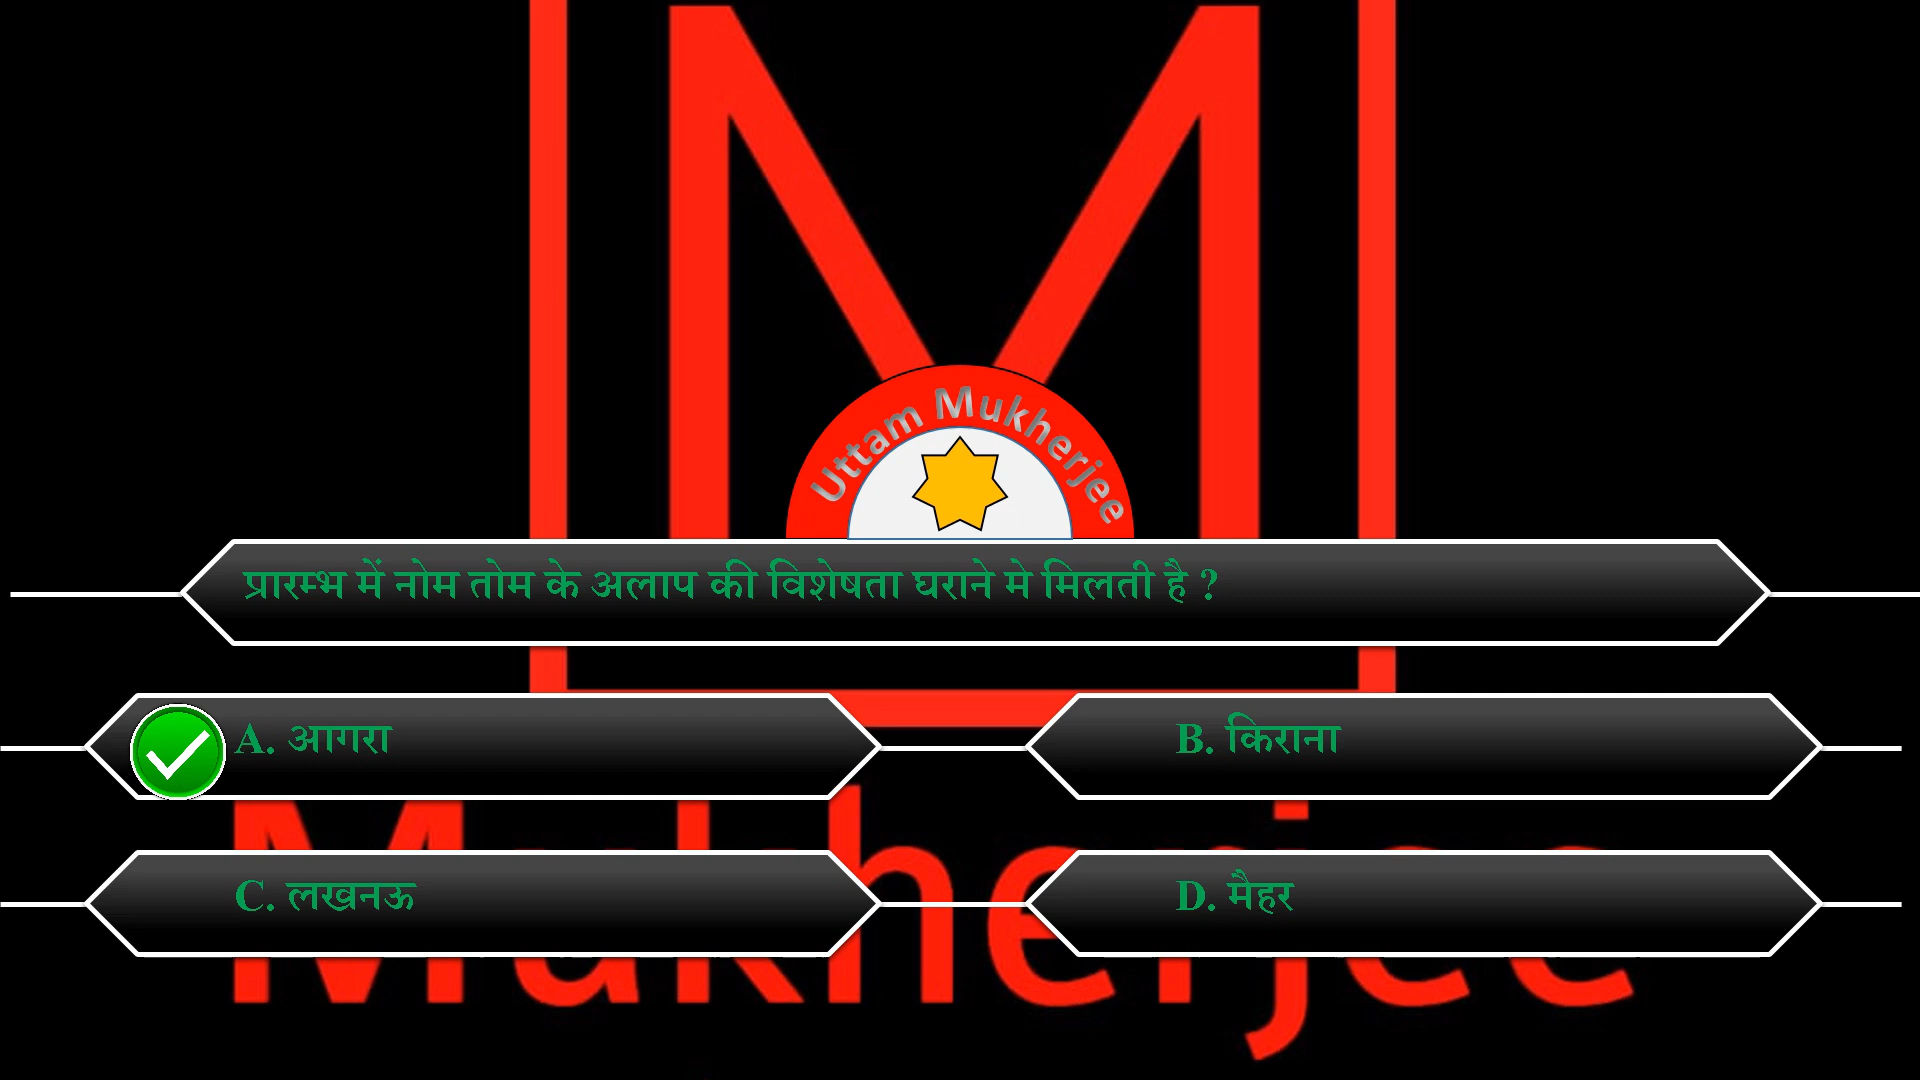 Uttam Mukherjee
प्रारम्भ में नोम तोम के अलाप की विशेषता घराने मे मिलती है ?
A. आगरा
B. किराना
C. लखनऊ
D. मैहर
M
Mukherjee